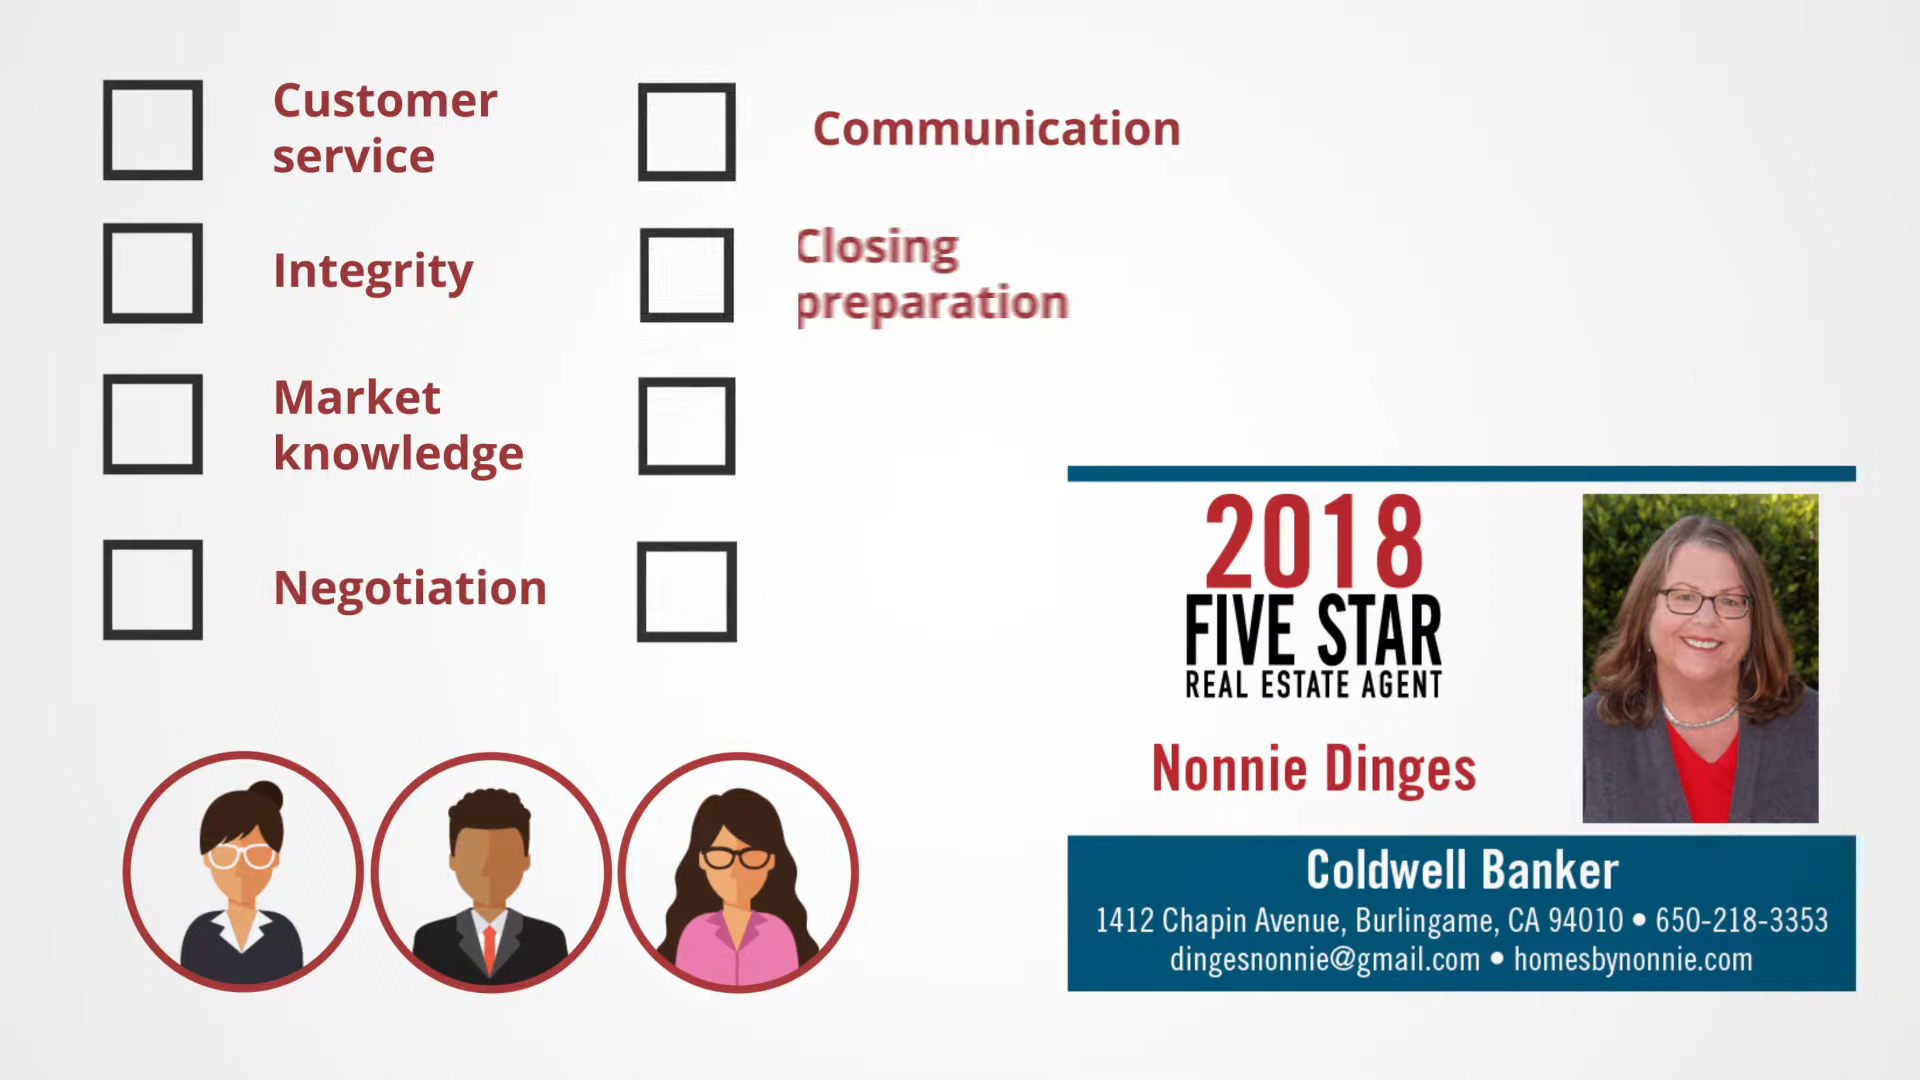 Customer
service
Communication
Integrity
Closing
preparation
Market
knowledge
Negotiation
2018
FIVE STAR
REAL ESTATE AGENT
Nonnie Dinges
Coldwell Banker
1412 Chapin Avenue, Burlingame, CA 94010 • 650-218-3353
dingesnonnie@gmail.com • homesbynonnie.com